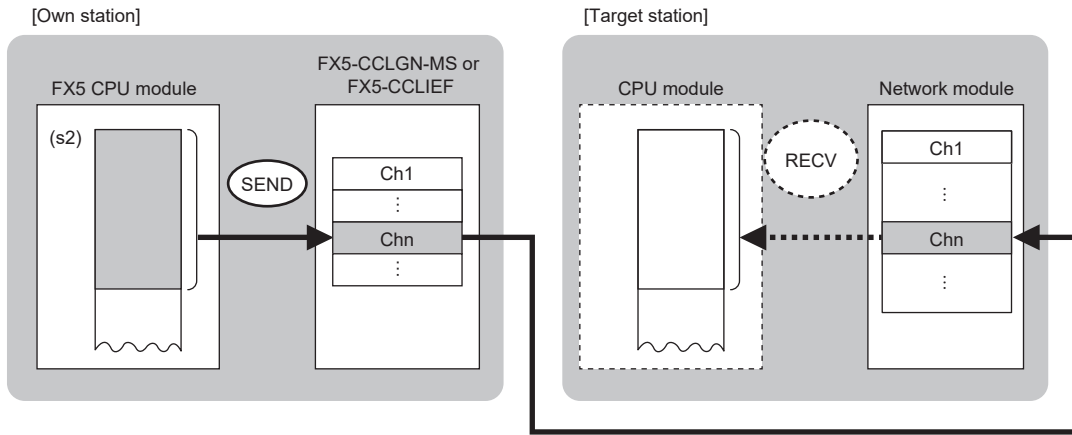 [Own station]
[Target station]
FX5 CPU module
FX5-CCLGN-MS or
FX5-CCLIEF
CPU module
Network module
(s2)
SEND
Ch1
⋮
Chn
⋮
RECV
Ch1
⋮
Chn
⋮